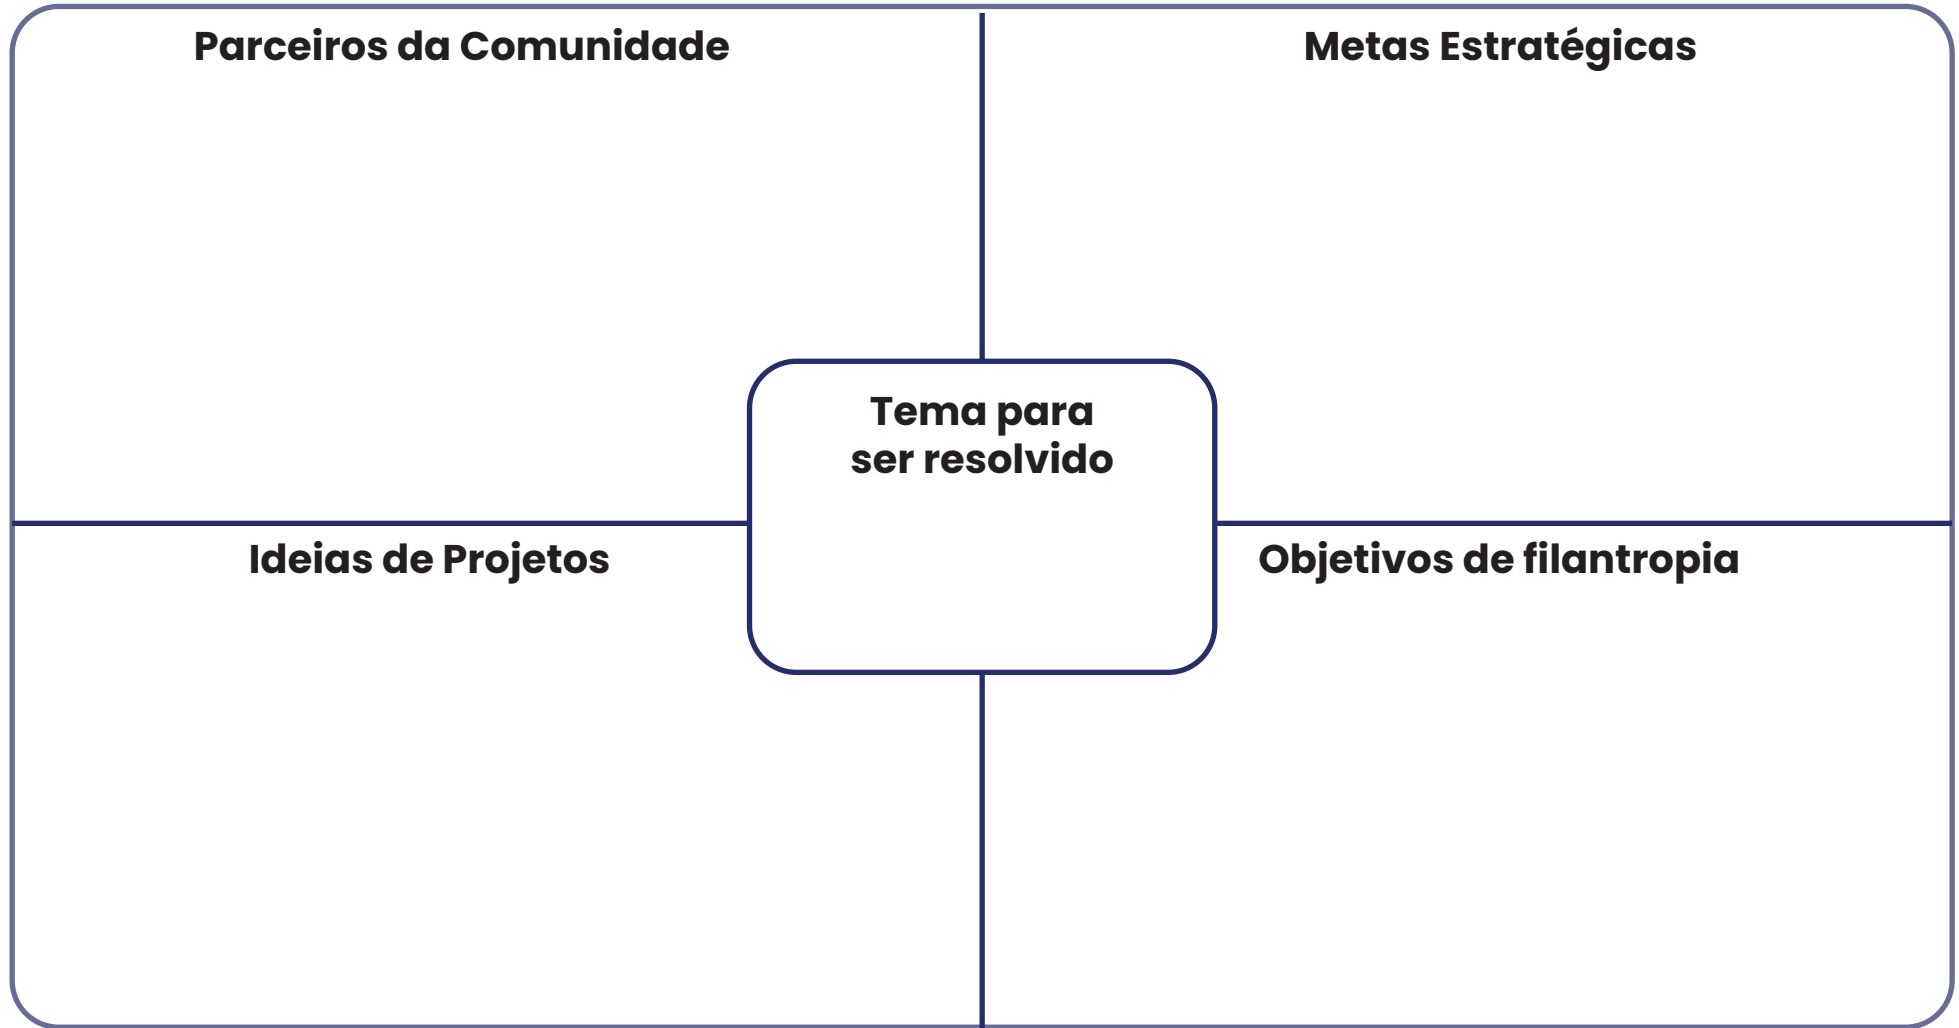 Parceiros da Comunidade
Metas Estratégicas
Tema para
ser resolvido
Ideias de Projetos
Objetivos de filantropia